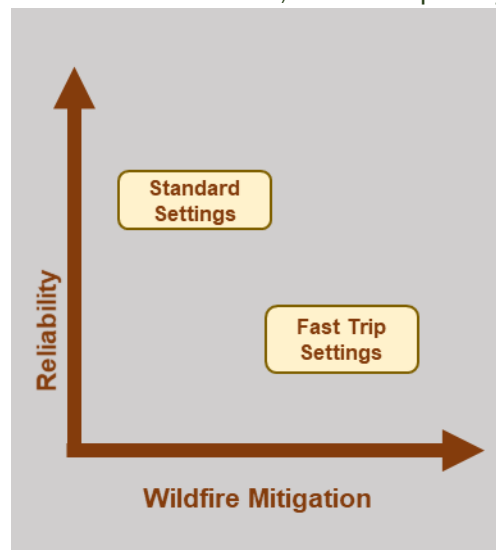 Standard
Settings
Fast Trip
Settings
Reliability
Wildfire Mitigation